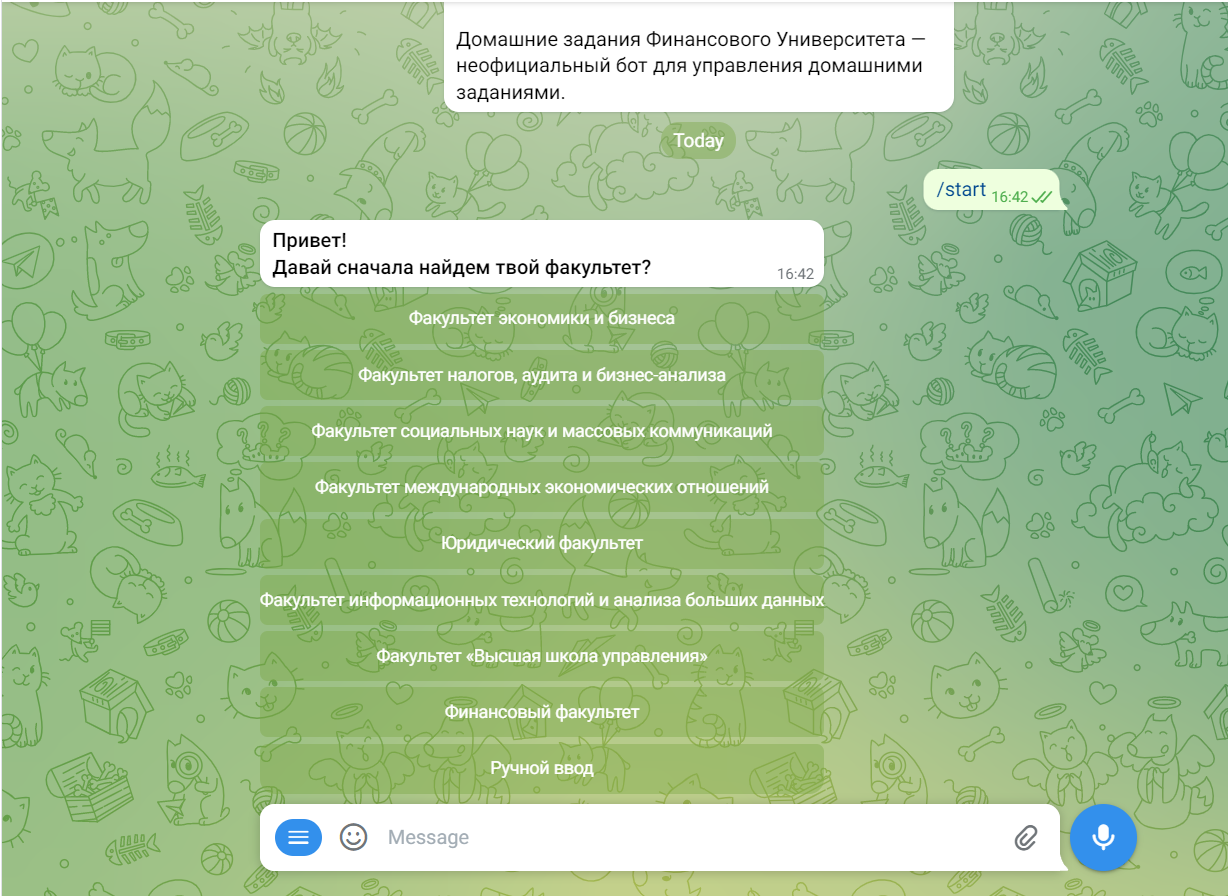 Домашние задания Финансового Университета —
неофициальный бот для управления домашними
заданиями.
Today
/start 16:42
Привет!
Давай сначала найдем твой факультет?
16:42
Факультет экономики и бизнеса
Факультет налогов, аудита и бизнес-анализа
Факультет социальных наук и массовых коммуникаций
Факультет международных экономических отношений
Юридический факультет
Факультет информационных технологий и анализа больших данных
Факультет «Высшая школа управления»
Финансовый факультет
Ручной ввод
Message